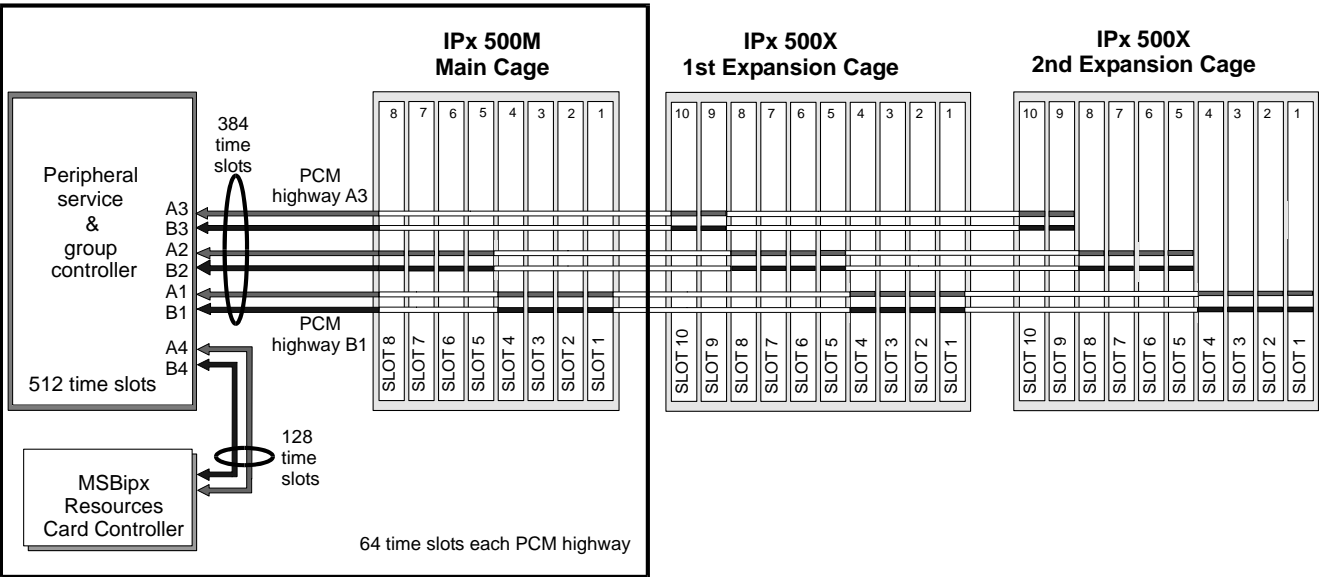 IPx 500M
Main Cage
IPx 500X
1st Expansion Cage
IPx 500X
2nd Expansion Cage
Peripheral
service
&
group
controller
512 time slots
A3
B3
A2
B2
A1
B1
A4
B4
384
time
slots
PCM
highway A3
PCM
highway B1
128
time
slots
MSBipx
Resources
Card Controller
64 time slots each PCM highway
8 7 6 5 4 3 2 1
SLOT 8 SLOT 7 SLOT 6 SLOT 5 SLOT 4 SLOT 3 SLOT 2 SLOT 1
10 9 8 7 6 5 4 3 2 1
SLOT 10 SLOT 9 SLOT 8 SLOT 7 SLOT 6 SLOT 5 SLOT 4 SLOT 3 SLOT 2 SLOT 1
10 9 8 7 6 5 4 3 2 1
SLOT 10 SLOT 9 SLOT 8 SLOT 7 SLOT 6 SLOT 5 SLOT 4 SLOT 3 SLOT 2 SLOT 1